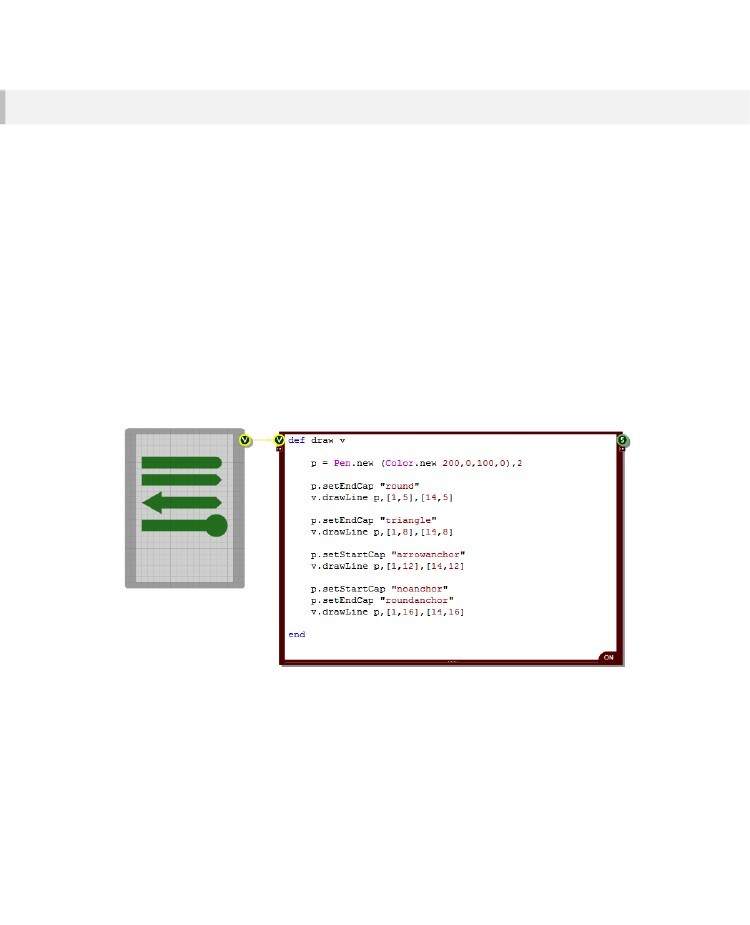 V V def draw v S
p = Pen.new (Color.new 200,0,100,0),2
p.setEndCap "round"
v.drawLine p,[1,5],[14,5]
p.setEndCap "triangle"
v.drawLine p,[1,8],[14,8]
p.setStartCap "arrowanchor"
v.drawLine p,[1,12],[14,12]
p.setStartCap "noanchor"
p.setEndCap "roundanchor"
v.drawLine p,[1,16],[14,16]
end
ON